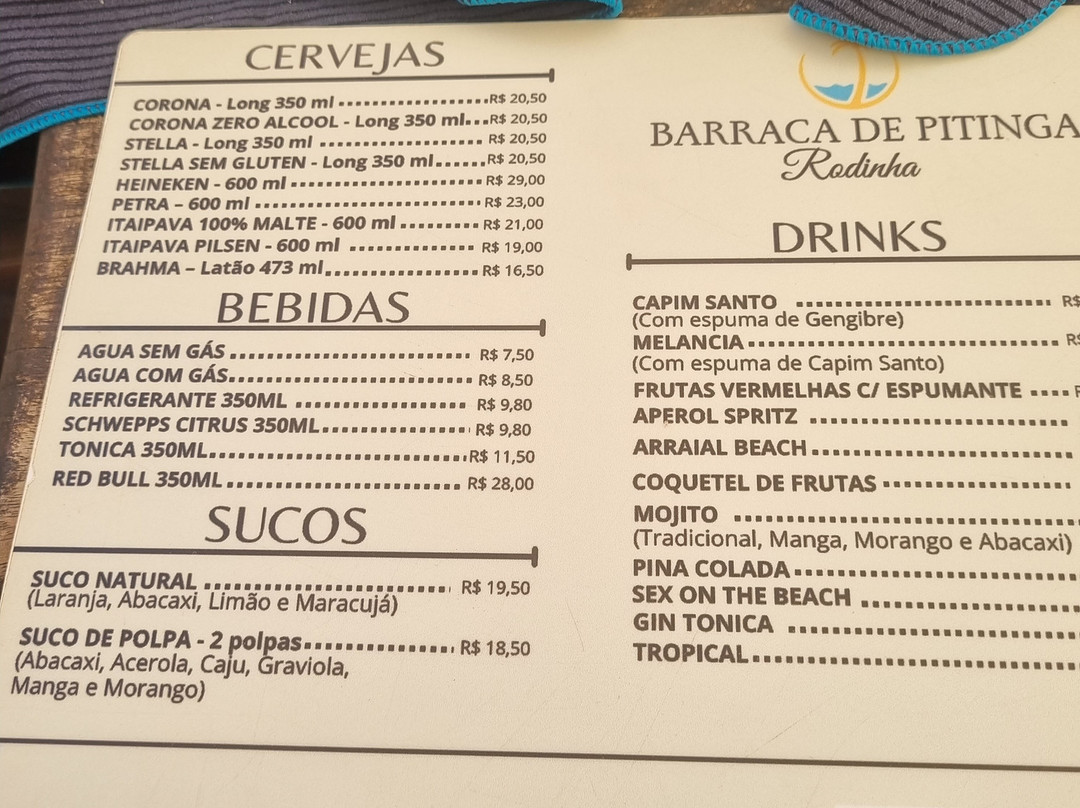 CERVEJAS
CORONA - Long 350 ml ....................R$ 20,50
CORONA ZERO ALCOOL - Long 350 ml...R$ 20,50
STELLA - Long 350 ml ...................... R$ 20,50
STELLA SEM GLUTEN - Long 350 ml......R$ 20,50
HEINEKEN - 600 ml .......................... R$ 29,00
PETRA – 600 ml ............................... R$ 23,00
ITAIPAVA 100% MALTE - 600 ml .......... R$ 21,00
ITAIPAVA PILSEN - 600 ml ................. R$ 19,00
BRAHMA – Latão 473 ml..................... R$ 16,50
BEBIDAS
AGUA SEM GÁS ................................ R$ 7,50
AGUA COM GÁS................................ R$ 8,50
REFRIGERANTE 350ML ...................... R$ 9,80
SCHWEPPS CITRUS 350ML.................. R$ 9,80
TONICA 350ML.................................R$ 11,50
RED BULL 350ML .............................. R$ 28,00
SUCOS
SUCO NATURAL ................................ R$ 19,50
(Laranja, Abacaxi, Limão e Maracujá)
SUCO DE POLPA - 2 polpas................... R$ 18,50
(Abacaxi, Acerola, Caju, Graviola,
Manga e Morango)
BARRACA DE PITINGA
Rodinha
DRINKS
CAPIM SANTO ................................ R$
(Com espuma de Gengibre)
MELANCIA....................................... R$
(Com espuma de Capim Santo)
FRUTAS VERMELHAS C/ ESPUMANTE ....
APEROL SPRITZ ...............................
ARRAIAL BEACH...............................
COQUETEL DE FRUTAS ......................
MOJITO .........................................
(Tradicional, Manga, Morango e Abacaxi)
PINA COLADA..................................
SEX ON THE BEACH ..........................
GIN TONICA ...................................
TROPICAL.......................................